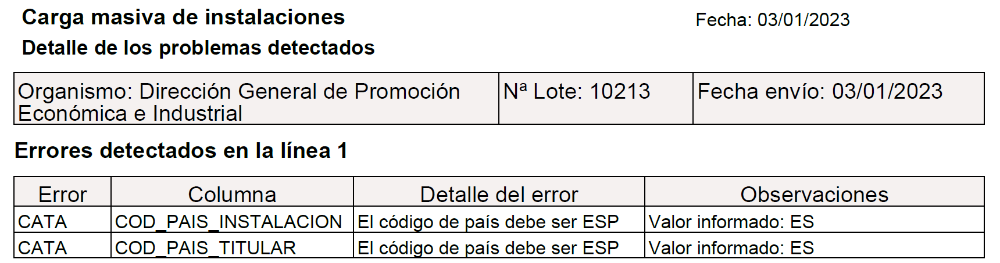 Carga masiva de instalaciones
Fecha: 03/01/2023
Detalle de los problemas detectados
Organismo: Dirección General de Promoción
Económica e Industrial
Nª Lote: 10213
Fecha envío: 03/01/2023
Errores detectados en la línea 1
Error Columna Detalle del error Observaciones
CATA COD_PAIS_INSTALACION El código de país debe ser ESP Valor informado: ES
CATA COD_PAIS_TITULAR El código de país debe ser ESP Valor informado: ES